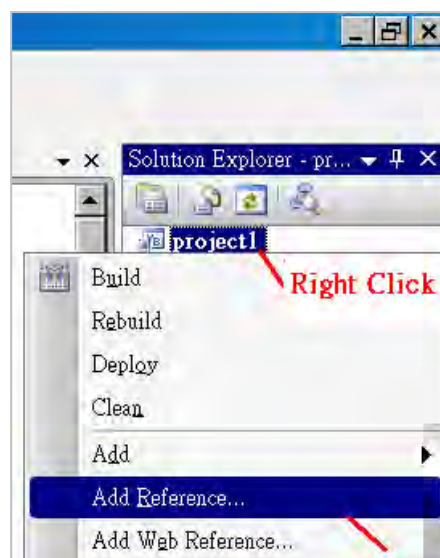 Solution Explorer - pr...
project1
Right Click
Build
Rebuild
Deploy
Clean
Add
Add Reference...
Add Web Reference...